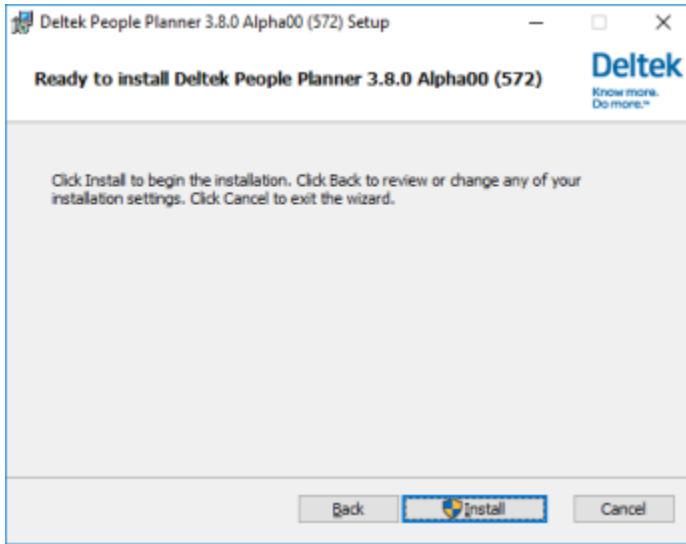 Deltek People Planner 3.8.0 Alpha00 (572) Setup
Ready to install Deltek People Planner 3.8.0 Alpha00 (572)
Deltek
Know more.
Do more.™
Click Install to begin the installation. Click Back to review or change any of your
installation settings. Click Cancel to exit the wizard.
Back
Install
Cancel